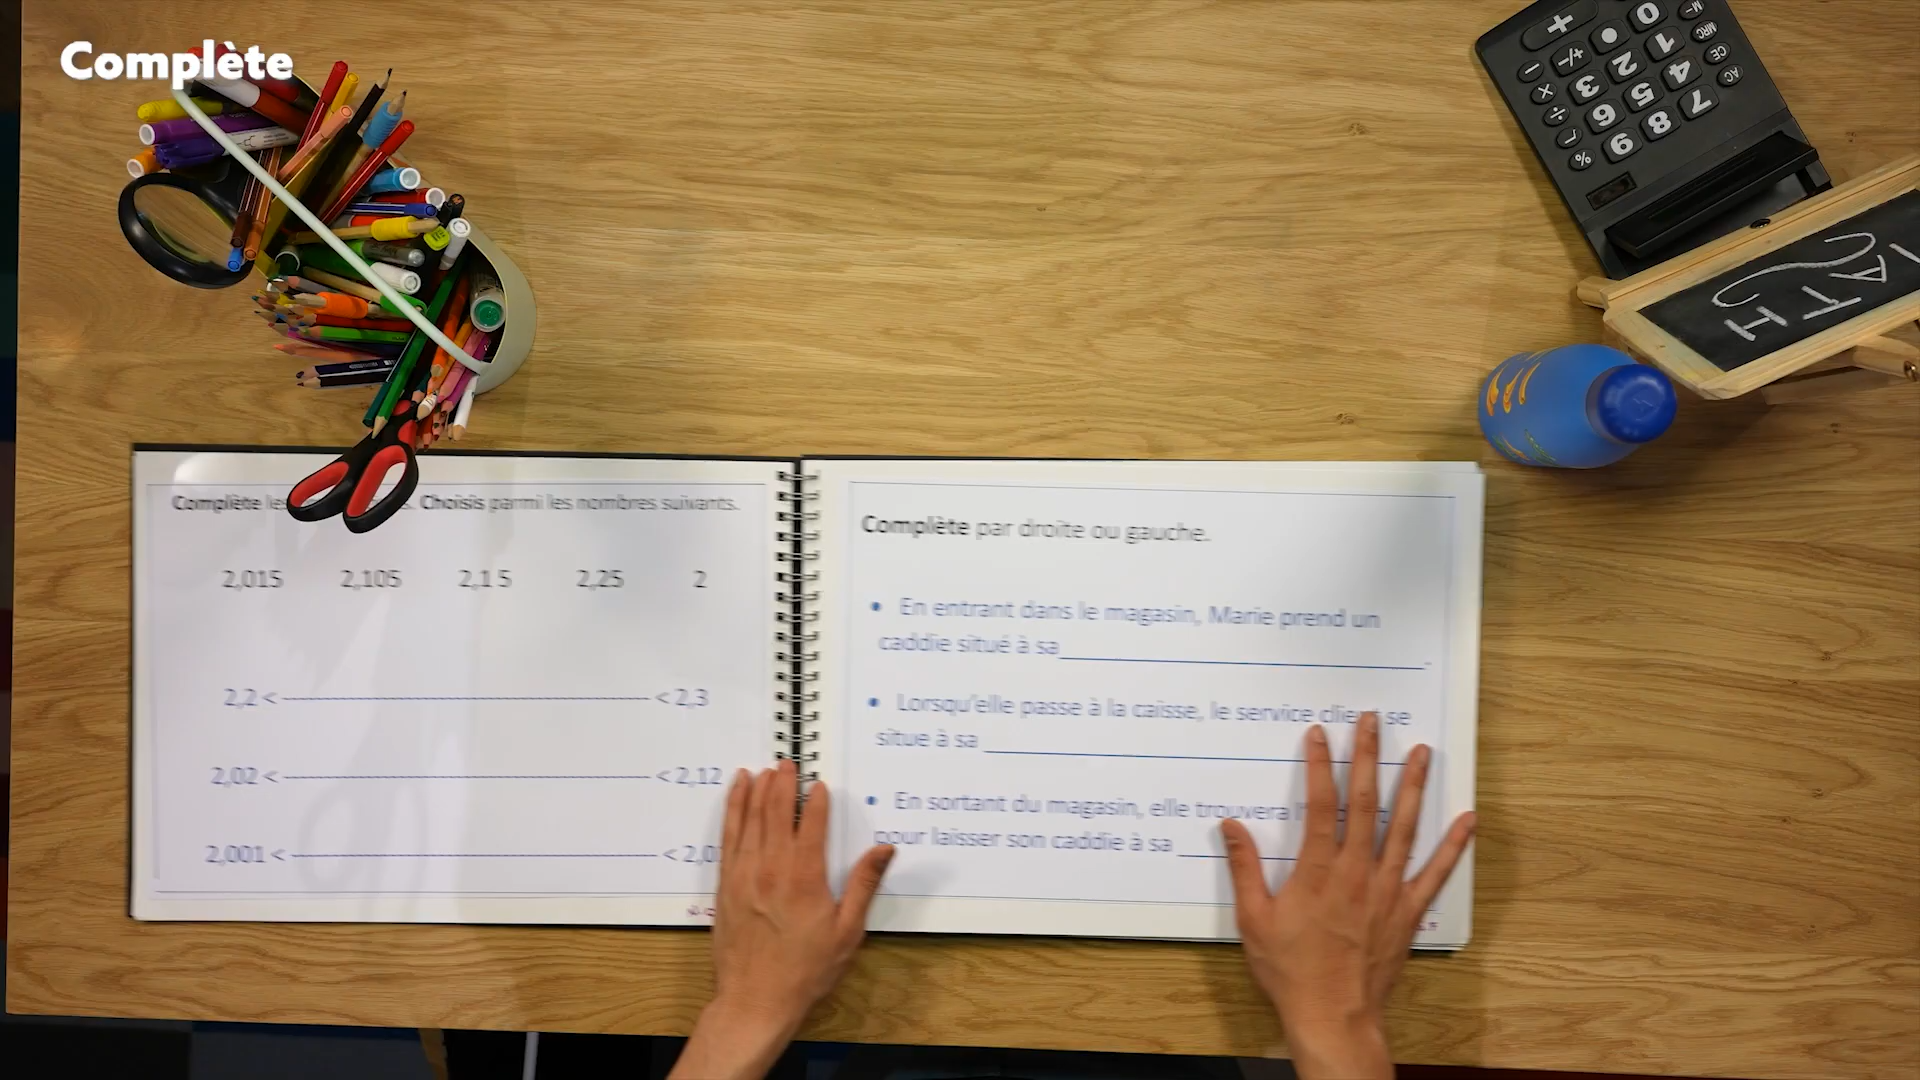 Complète
Complète les. Choisis parmi les nombres suivants.
2,015 2,105 2,15 2,25 2
2,2 < < 2,3
2,02 < < 2,12
2,001 < < 2,0
Complète par droite ou gauche.
• En entrant dans le magasin, Marie prend un
caddie situé à sa.
• Lorsqu'elle passe à la caisse, le service client se
situe à sa
• En sortant du magasin, elle trouvera
pour laisser son caddie à sa
+ 0 M-
- +/- • 1 MRC
x 3 2 4 CE
÷ 6 5 7 AC
% 9 8